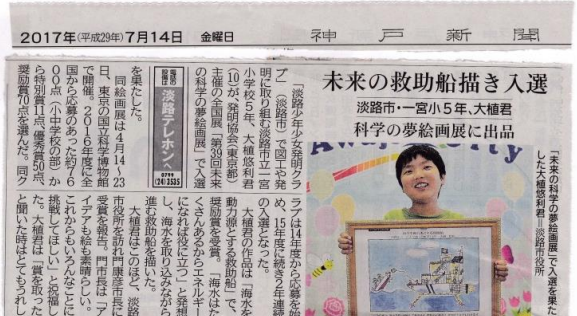 2017年(平成29年)7月14日 金曜日 神戸新聞
未来の救助船描き入選
淡路市・一宮小5年、大植君
科学の夢絵画展に出品
「未来の科学の夢絵画展」で入選を果た
した大植悠利君=淡路市役所
「淡路少年少女発明クラ
ブ」(淡路市)で図工や発
明に取り組む淡路市立一宮
小学校5年、大植悠利君
(10)が、発明協会(東京都)
主催の全国展「第39回未来
の科学の夢絵画展」で入選
を果たした。
同絵画展は4月14~23
日、東京の国立科学博物館
で開催。2016年度に全
国から応募のあった約76
00点(小中学校の部)か
ら特別賞11点、優秀賞50点、
奨励賞70点を選んだ。同ク
ラブは14年度から応募を始
め、15年度に続き2年連続
の入選となった。
大植君の作品は「海水を
動力源とする救助船」で、
奨励賞を受賞。「海水はた
くさんあるからエネルギー
になれば役に立つ」と発想
し、海水を取り込みながら
進む救助船を描いた。
大植君はこのほど、淡路
市役所を訪れ門康彦市長に
受賞を報告。門市長は「ア
イデアも絵も素晴らしい。
これからもいろんなことに
挑戦してほしい」と祝福し
た。大植君は「賞を取った
と聞いた時はとてもうれし
淡路テレホンへ
0799
(24)3535